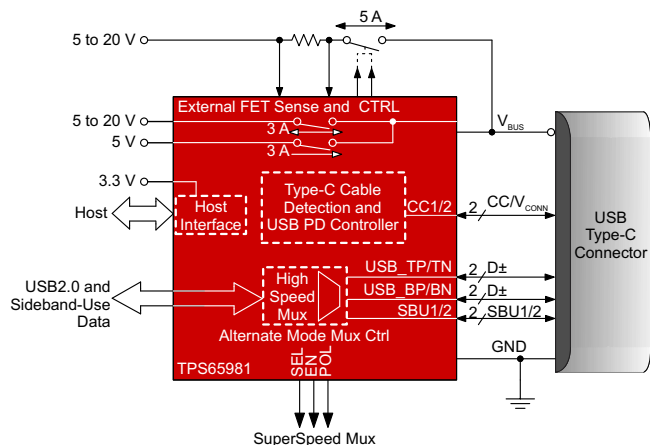 5 A
5 to 20 V
External FET Sense and CTRL
5 to 20 V
3 A
5 V
3 A
VBUS
3.3 V
Host
Host
Interface
Type-C Cable
Detection and
USB PD Controller
CC1/2
2
CC/VCONN
USB
Type-C
Connector
USB2.0 and
Sideband-Use
Data
High
Speed
Mux
USB_TP/TN
2
D±
USB_BP/BN
2
D±
SBU1/2
2
SBU1/2
Alternate Mode Mux Ctrl
GND
TPS65981
SEL
EN
POL
SuperSpeed Mux